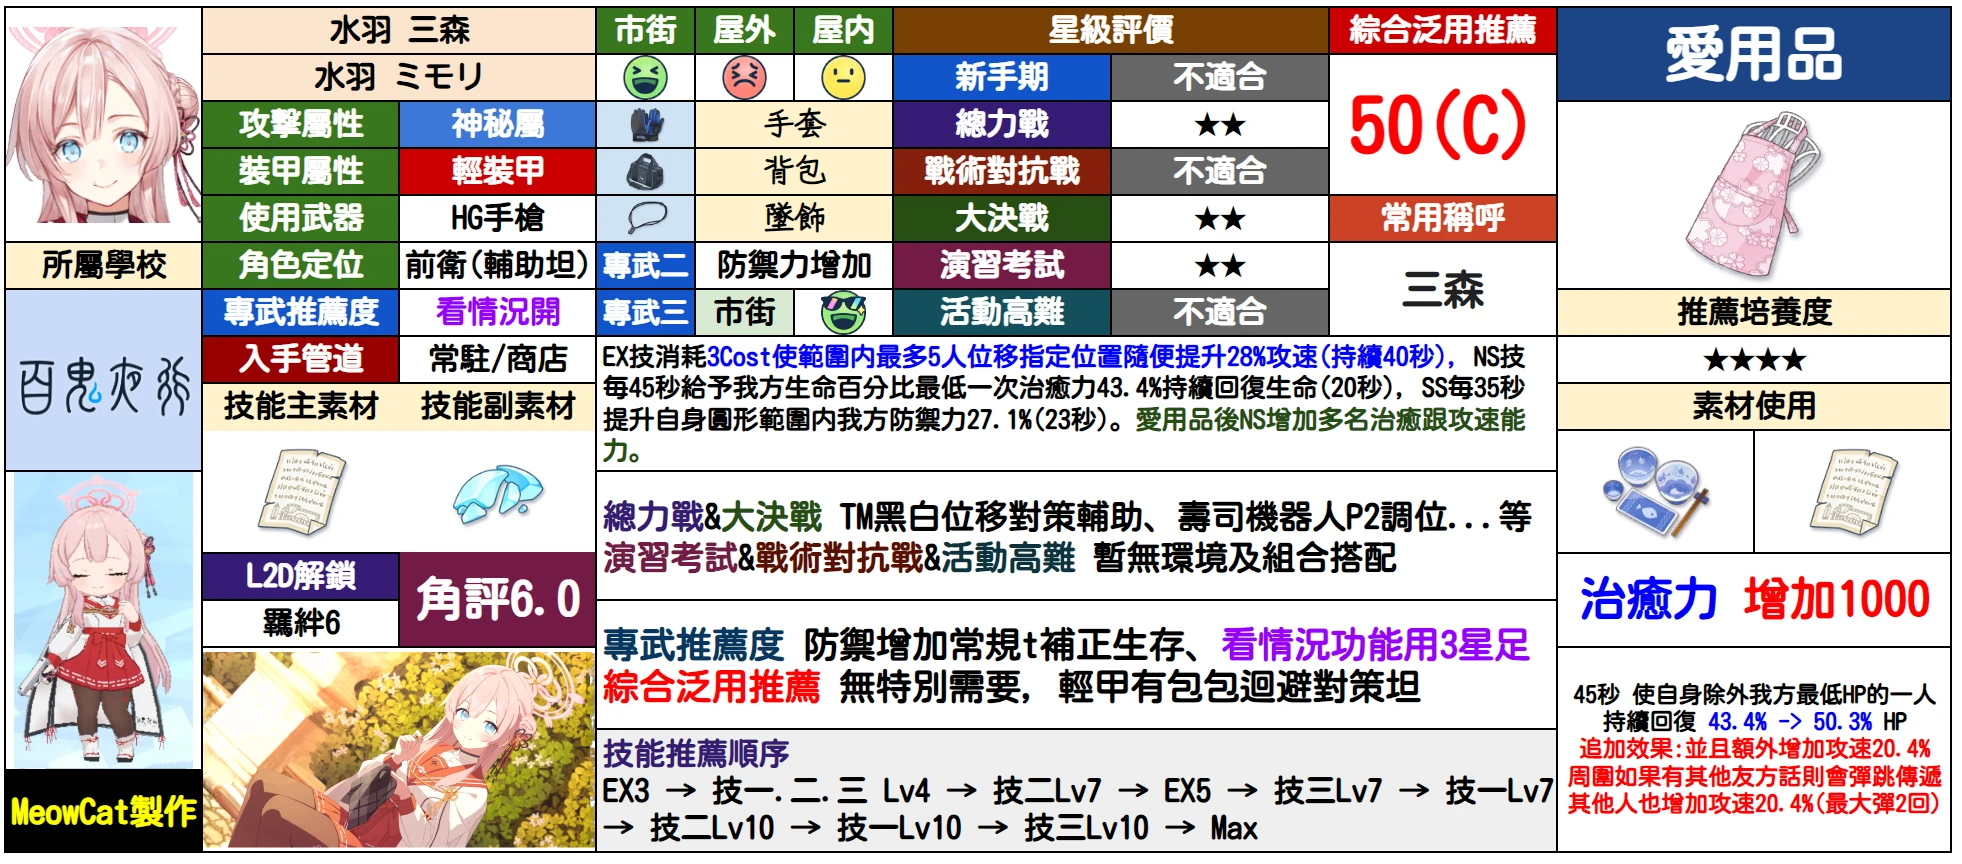 水羽 三森
水羽 ミモリ
攻擊屬性 神秘屬
裝甲屬性 輕裝甲
使用武器 HG手槍
角色定位 前衛(輔助坦)
專武推薦度 看情況開
入手管道 常駐/商店
技能主素材 技能副素材
L2D解鎖
羈絆6
角評6.0
所屬學校
百鬼夜行
MeowCat製作
市街 屋外 屋内
手套
背包
墜飾
專武二 防禦力增加
專武三 市街
星級評價
新手期 不適合
總力戰 ★★
戰術對抗戰 不適合
大決戰 ★★
演習考試 ★★
活動高難 不適合
綜合泛用推薦
50(C)
常用稱呼
三森
EX技消耗3Cost使範圍内最多5人位移指定位置隨便提升28%攻速(持續40秒), NS技
每45秒給予我方生命百分比最低一次治癒力43.4%持續回復生命(20秒), SS每35秒
提升自身圓形範圍内我方防禦力27.1%(23秒)。愛用品後NS增加多名治癒跟攻速能
力。
總力戰&大決戰 TM黑白位移對策輔助、壽司機器人P2調位...等
演習考試&戰術對抗戰&活動高難 暫無環境及組合搭配
專武推薦度 防禦增加常規t補正生存、看情況功能用3星足
綜合泛用推薦 無特別需要, 輕甲有包包迴避對策坦
技能推薦順序
EX3 → 技一.二.三 Lv4 → 技二Lv7 → EX5 → 技三Lv7 → 技一Lv7
→ 技二Lv10 → 技一Lv10 → 技三Lv10 → Max
愛用品
推薦培養度
★★★★
素材使用
治癒力 增加1000
45秒 使自身除外我方最低HP的一人
持續回復 43.4% -> 50.3% HP
追加效果:並且額外增加攻速20.4%
周圍如果有其他友方話則會彈跳傳遞
其他人也增加攻速20.4%(最大彈2回)